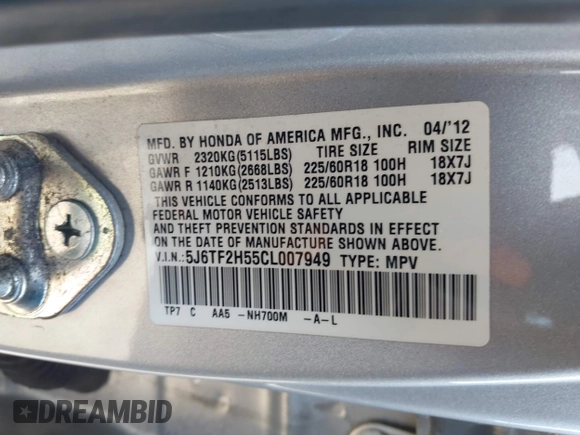 MFD. BY HONDA OF AMERICA MFG., INC. 04/'12
GVWR 2320KG(5115LBS) TIRE SIZE RIM SIZE
GAWR F 1210KG(2668LBS) 225/60R18 100H 18X7J
GAWR R 1140KG(2513LBS) 225/60R18 100H 18X7J
THIS VEHICLE CONFORMS TO ALL APPLICABLE
FEDERAL MOTOR VEHICLE SAFETY
AND THEFT PREVENTION STANDARDS IN EFFECT
ON THE DATE OF MANUFACTURE SHOWN ABOVE.
V.I.N.:5J6TF2H55CL007949 TYPE: MPV
TP7 C AA5 -NH700M -A-L
DREAMBID